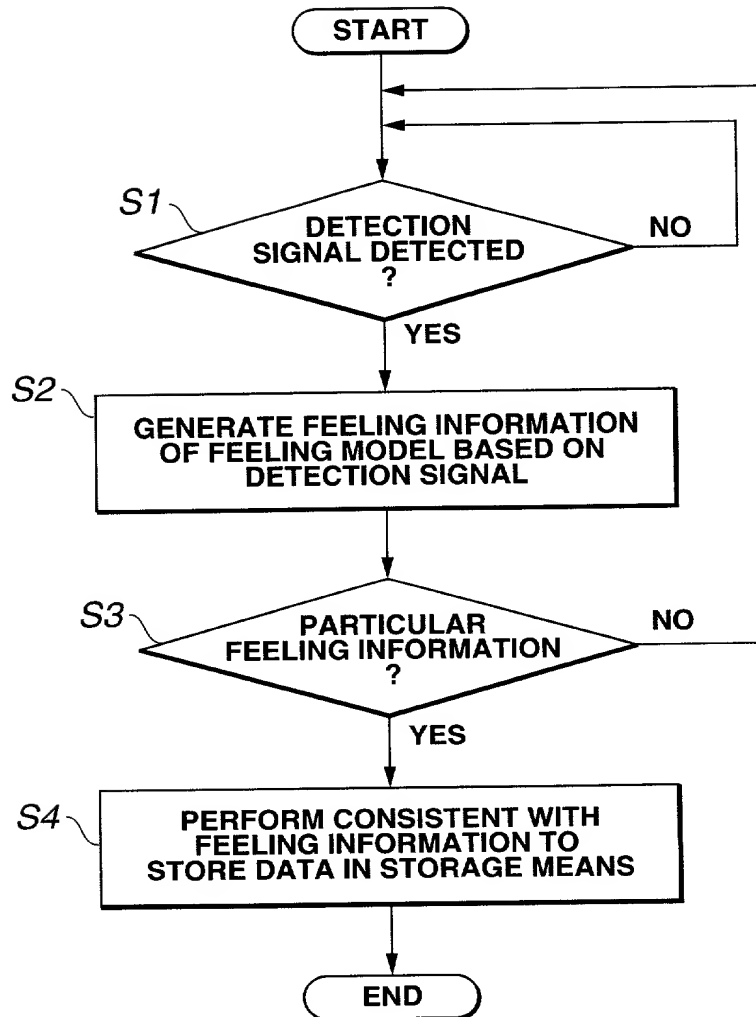 START
S1
DETECTION
SIGNAL DETECTED
?
NO
YES
S2
GENERATE FEELING INFORMATION
OF FEELING MODEL BASED ON
DETECTION SIGNAL
S3
PARTICULAR
FEELING INFORMATION
?
NO
YES
S4
PERFORM CONSISTENT WITH
FEELING INFORMATION TO
STORE DATA IN STORAGE MEANS
END